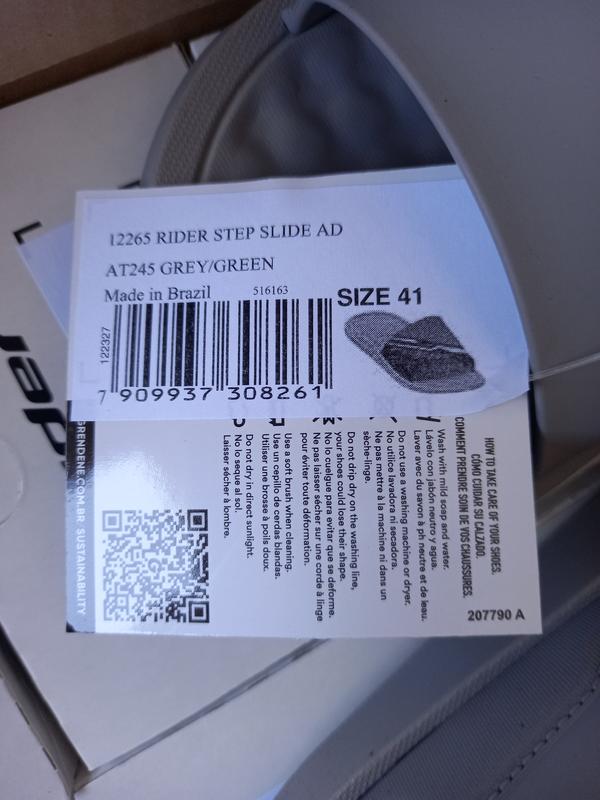 12265 RIDER STEP SLIDE AD
AT245 GREY/GREEN
Made in Brazil
516163
SIZE 41
122327
7 909937 308261
HOW TO TAKE CARE OF YOUR SHOES.
CÓMO CUIDAR SU CALZADO.
COMMENT PRENDRE SOIN DE VOS CHAUSSURES.
Wash with mild soap and water.
Lávelo con jabón neutro y agua.
Laver avec du savon à ph neutre et de leau.
Do not use a washing machine or dryer.
No utilice lavadora ni secadora.
Ne pas mettre à la machine ni dans un
sèche-linge.
Do not drip dry on the washing line,
your shoes could lose their shape.
No lo cuelgue para evitar que se deforme.
Ne pas laisser sécher sur une corde à linge
pour éviter toute déformation.
Use a soft brush when cleaning.
Use un cepillo de cerdas blandas.
Utiliser une brosse à poils doux.
Do not dry in direct sunlight.
No lo seque al sol.
Laisser sécher à lombre.
GRENDENE.COM.BR SUSTAINABILITY
207790 A